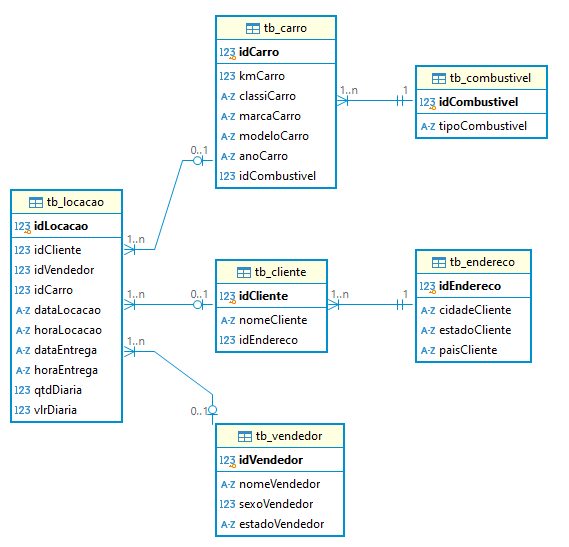 tb_carro
123 idCarro
123 kmCarro
A-Z classiCarro
A-Z marcaCarro
A-Z modeloCarro
A-Z anoCarro
123 idCombustivel
1..n
1
tb_combustivel
123 idCombustivel
A-Z tipoCombustivel
0..1
tb_locacao
123 idLocacao
123 idCliente
123 idVendedor
123 idCarro
A-Z dataLocacao
A-Z horaLocacao
A-Z dataEntrega
A-Z horaEntrega
123 qtdDiaria
123 vlrDiaria
1..n
1..n
0..1
1..n
tb_cliente
123 idCliente
A-Z nomeCliente
123 idEndereco
1..n
1
tb_endereco
123 idEndereco
A-Z cidadeCliente
A-Z estadoCliente
A-Z paisCliente
0..1
tb_vendedor
123 idVendedor
A-Z nomeVendedor
123 sexoVendedor
A-Z estadoVendedor